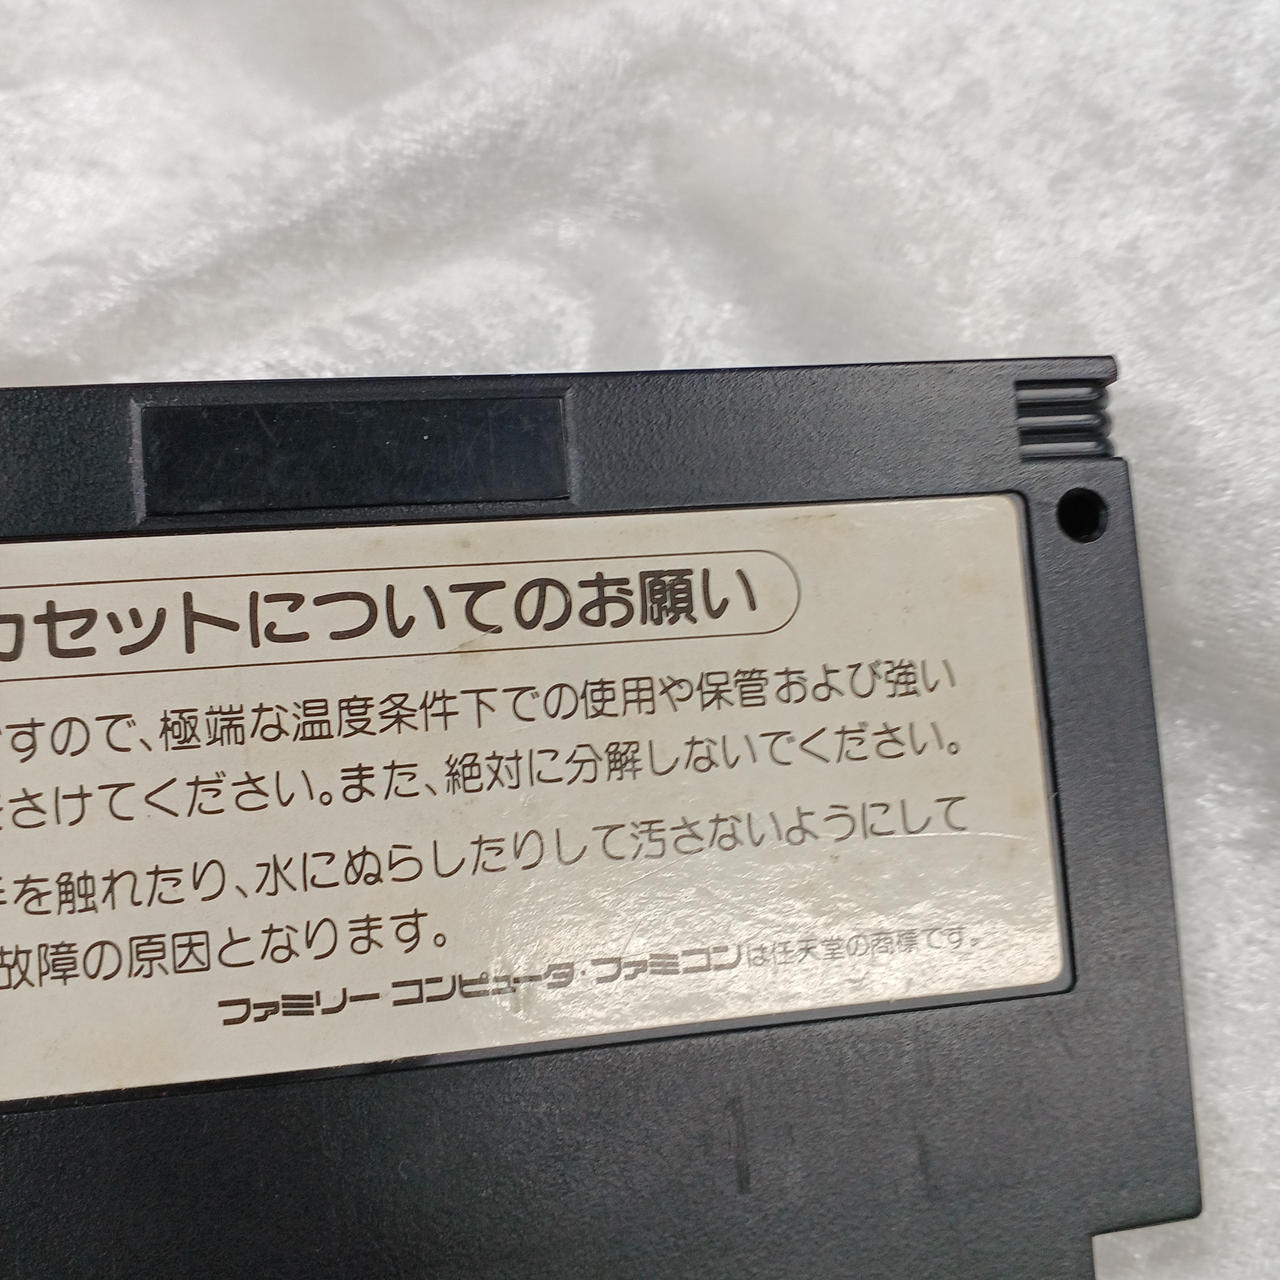 カセットについてのお願い
すので、極端な温度条件下での使用や保管および強い
さけてください。また、絶対に分解しないでください。
を触れたり、水にぬらしたりして汚さないようにして
故障の原因となります。
ファミリーコンピュータ・ファミコンは任天堂の商標です。